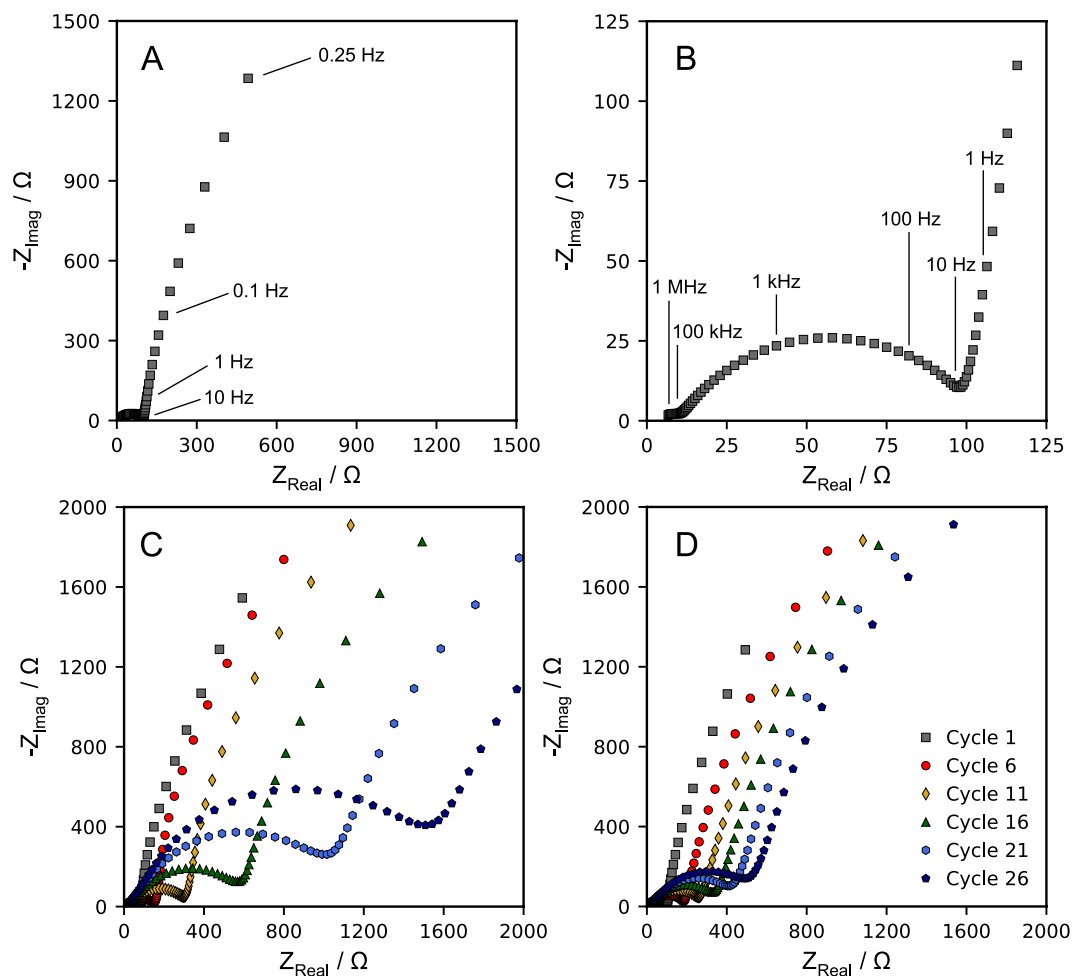 A
1500
1200
900
600
300
0
-Z_Imag / Ω
0.25 Hz
0.1 Hz
1 Hz
10 Hz
0
300
600
900
1200
1500
Z_Real / Ω
B
125
100
75
50
25
0
-Z_Imag / Ω
1 MHz
100 kHz
1 kHz
100 Hz
10 Hz
1 Hz
0
25
50
75
100
125
Z_Real / Ω
C
2000
1600
1200
800
400
0
-Z_Imag / Ω
0
400
800
1200
1600
2000
Z_Real / Ω
D
2000
1600
1200
800
400
0
-Z_Imag / Ω
Cycle 1
Cycle 6
Cycle 11
Cycle 16
Cycle 21
Cycle 26
0
400
800
1200
1600
2000
Z_Real / Ω